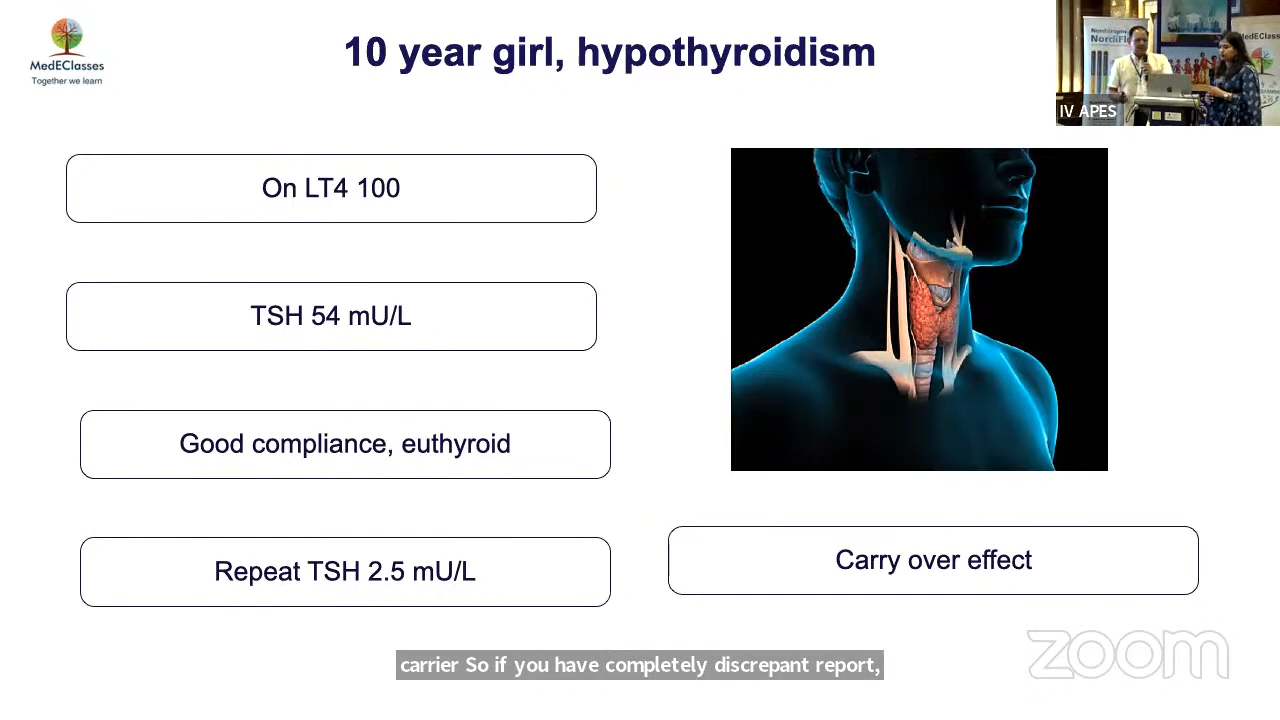 MedEClasses
Together we learn
10 year girl, hypothyroidism
IV APES
On LT4 100
TSH 54 mU/L
Good compliance, euthyroid
Repeat TSH 2.5 mU/L
Carry over effect
carrier So if you have completely discrepant report,
zoom